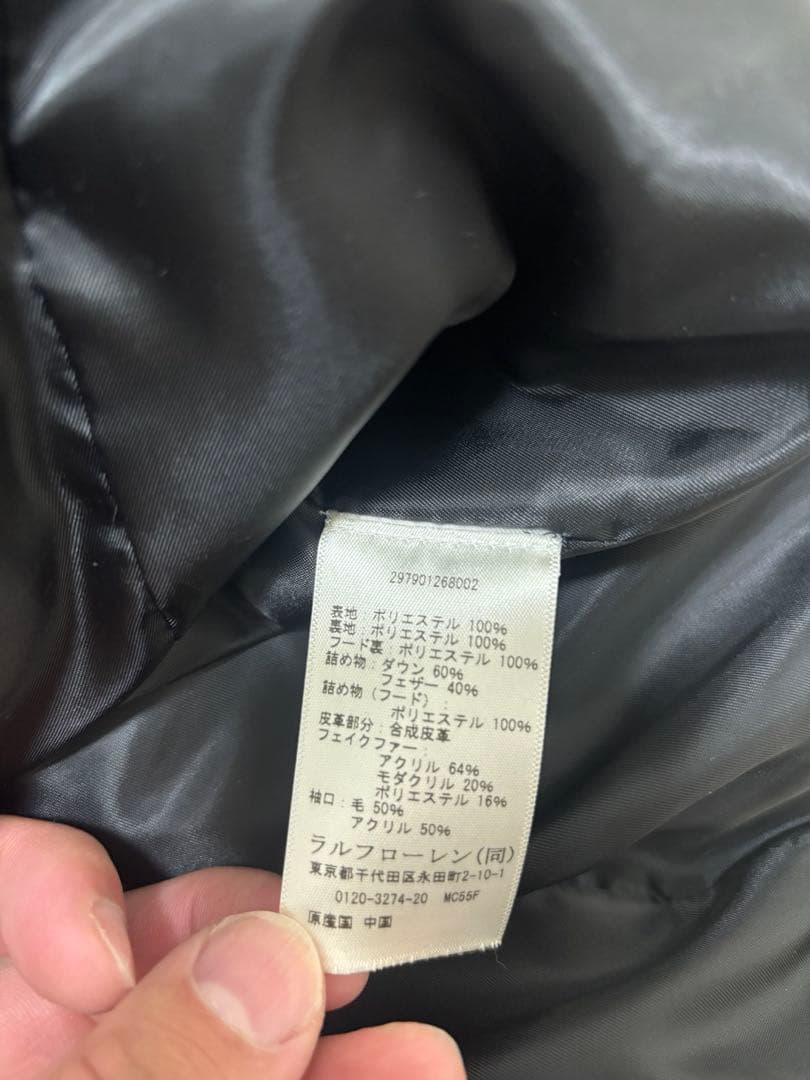 297901268002
表地：ポリエステル 100%
裏地：ポリエステル 100%
フード裏：ポリエステル 100%
詰め物：ダウン 60%
フェザー 40%
詰め物（フード）：
ポリエステル 100%
皮革部分：合成皮革
フェイクファー：
アクリル 64%
モダクリル 20%
ポリエステル 16%
袖口：毛 50%
アクリル 50%
ラルフローレン(同)
東京都千代田区永田町2-10-1
0120-3274-20 MC55F
原産国 中国